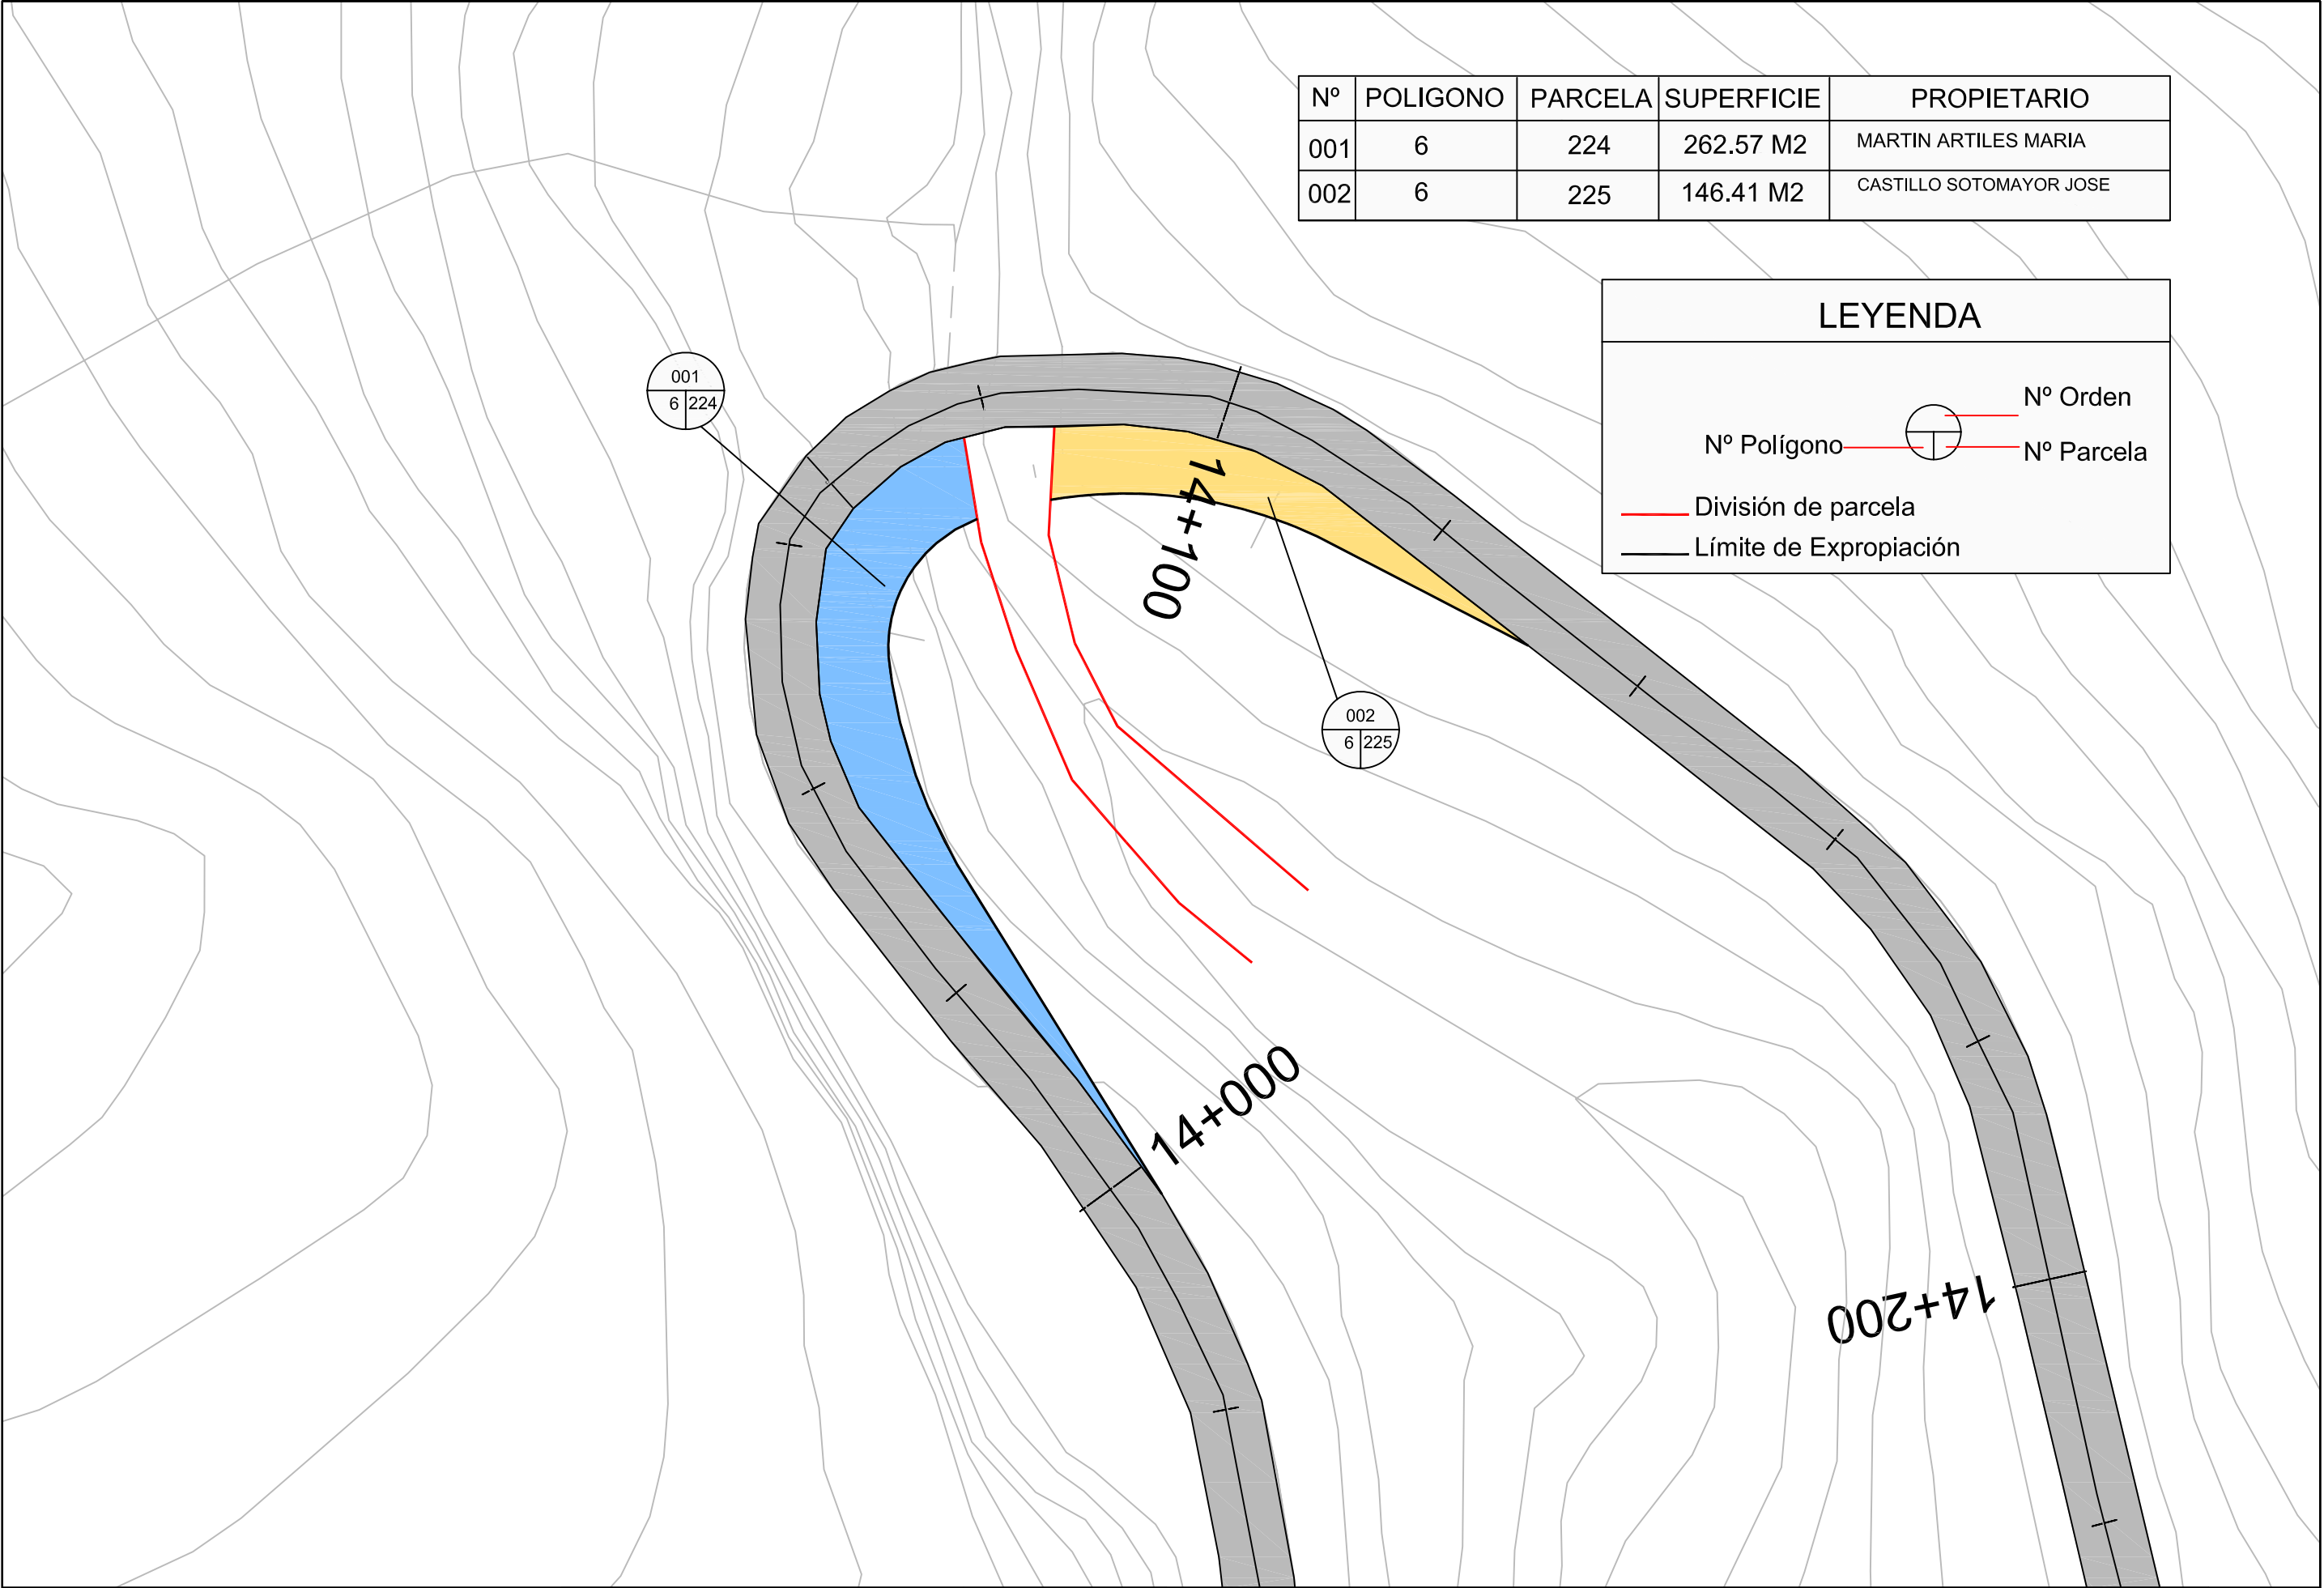 Nº POLIGONO PARCELA SUPERFICIE PROPIETARIO
001 6 224 262.57 M2 MARTIN ARTILES MARIA
002 6 225 146.41 M2 CASTILLO SOTOMAYOR JOSE
LEYENDA
Nº Orden
Nº Polígono
Nº Parcela
División de parcela
Límite de Expropiación
001
6 224
14+100
002
6 225
14+000
14+200